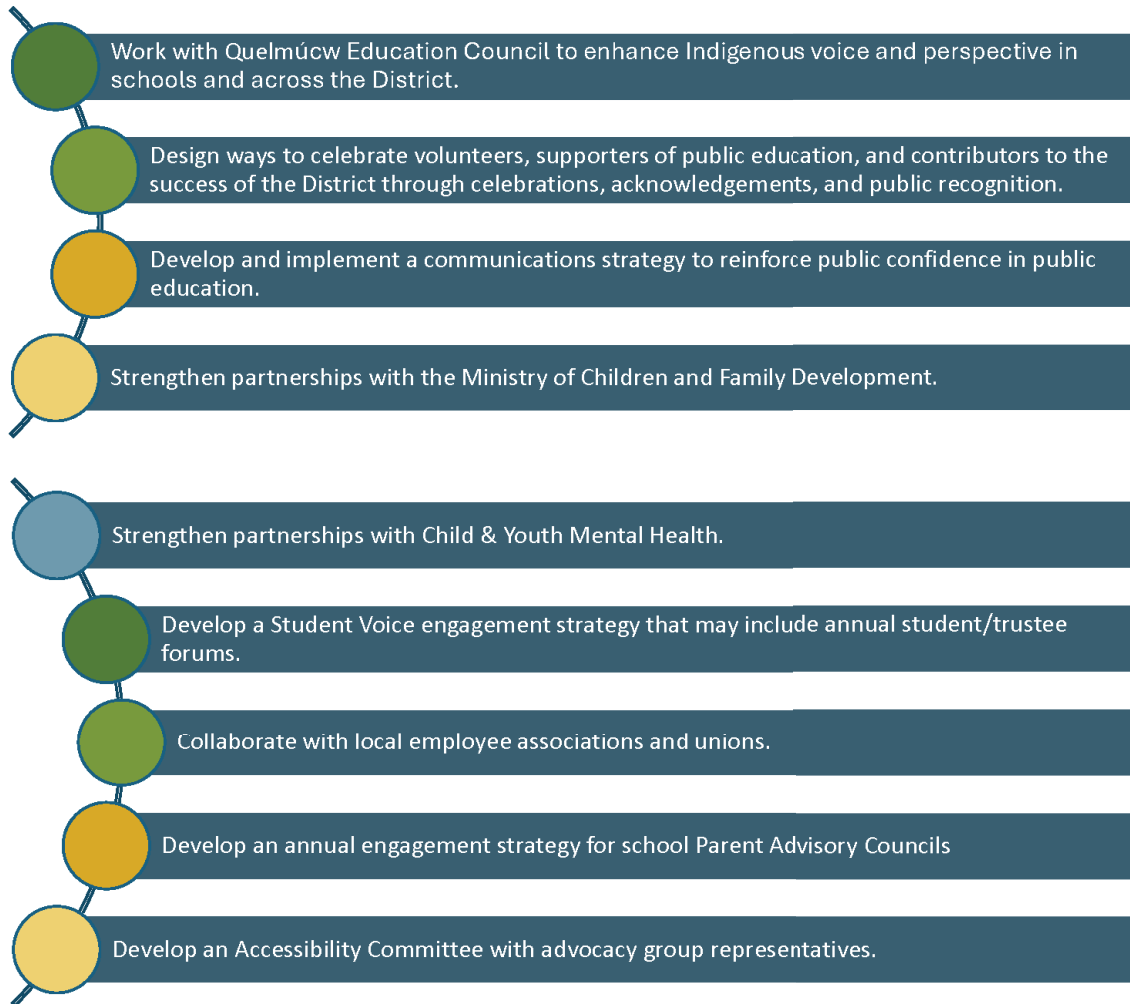 Work with Quelmúcw Education Council to enhance Indigenous voice and perspective in
schools and across the District.
Design ways to celebrate volunteers, supporters of public education, and contributors to the
success of the District through celebrations, acknowledgements, and public recognition.
Develop and implement a communications strategy to reinforce public confidence in public
education.
Strengthen partnerships with the Ministry of Children and Family Development.
Strengthen partnerships with Child & Youth Mental Health.
Develop a Student Voice engagement strategy that may include annual student/trustee
forums.
Collaborate with local employee associations and unions.
Develop an annual engagement strategy for school Parent Advisory Councils
Develop an Accessibility Committee with advocacy group representatives.